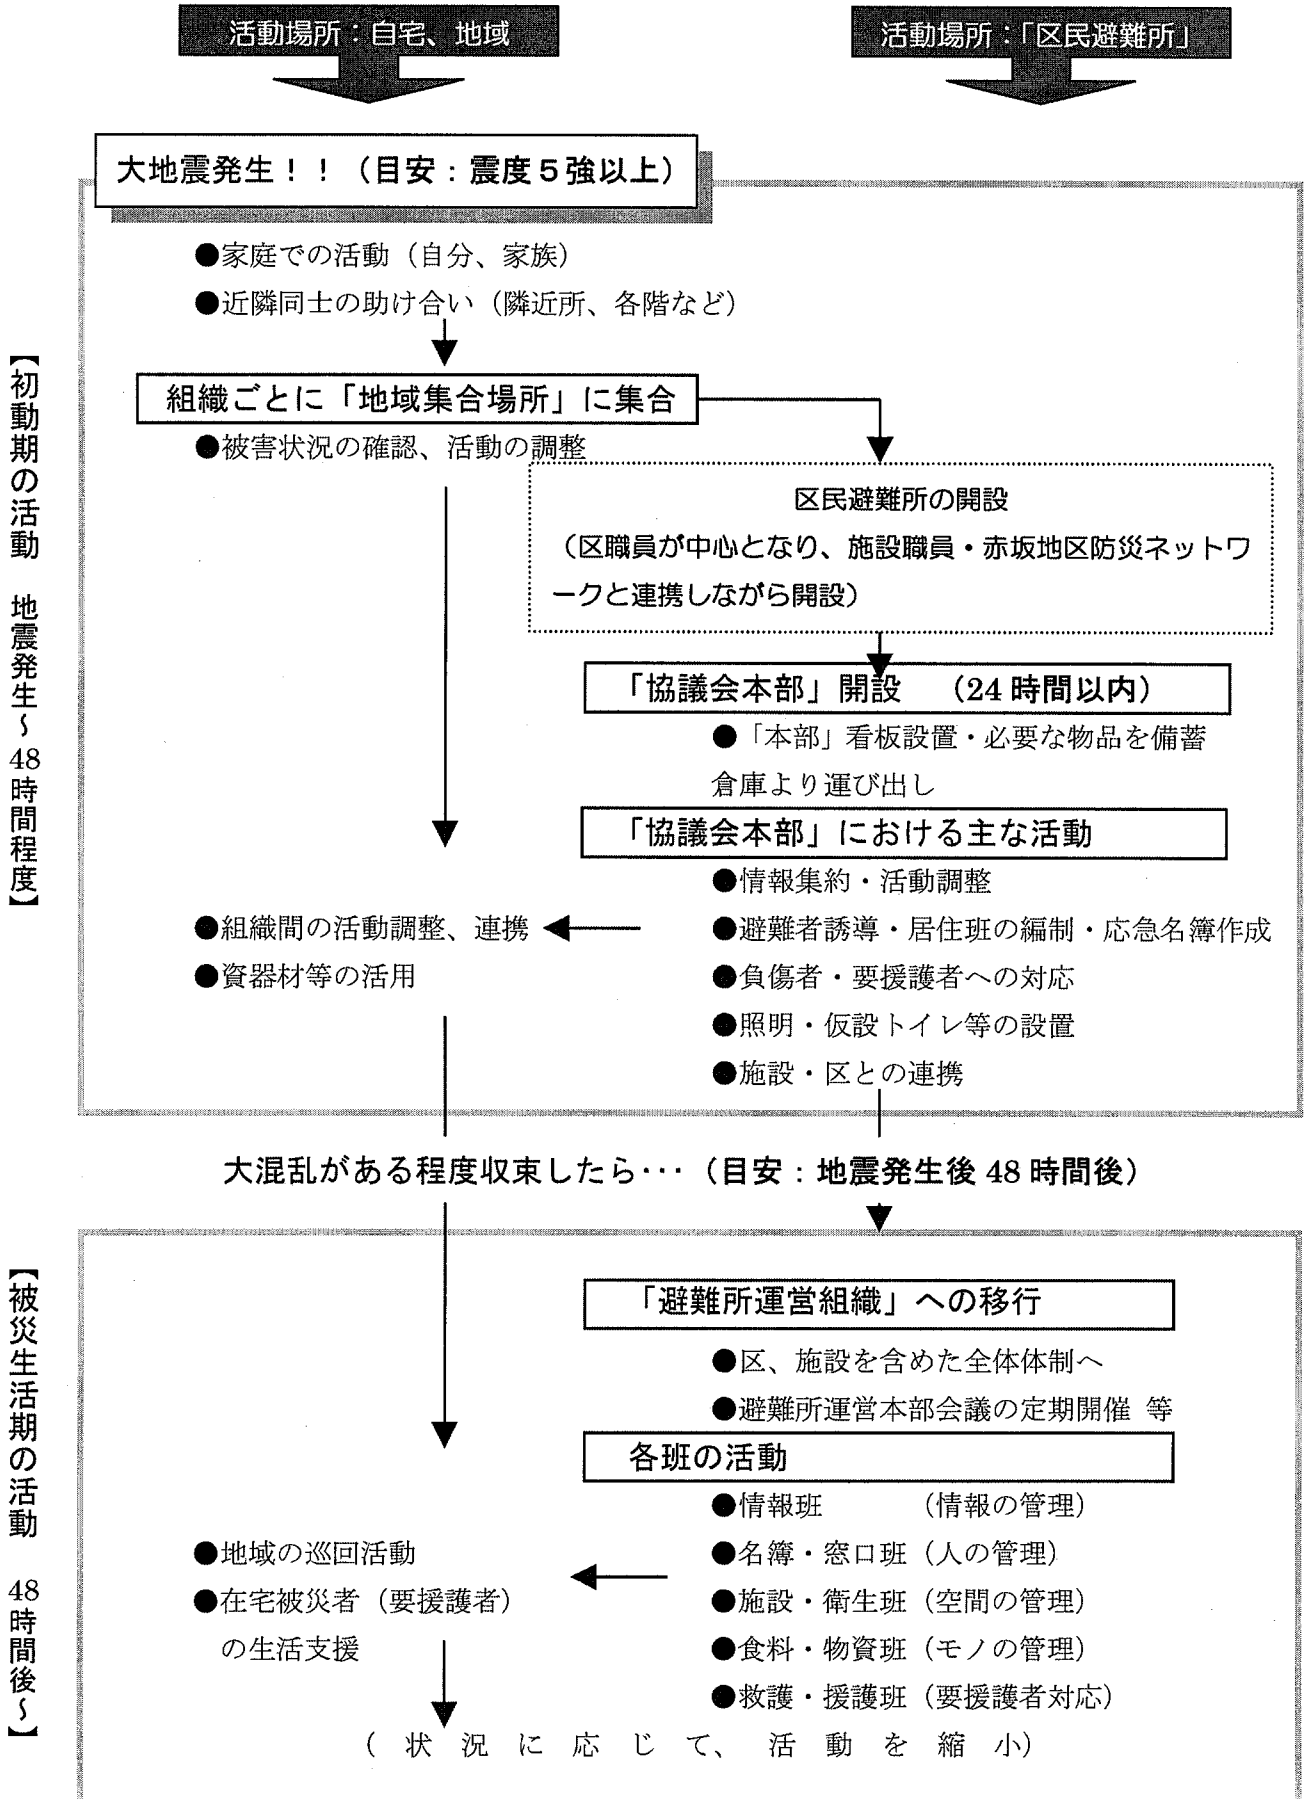 活動場所：自宅、地域
活動場所：「区民避難所」
大地震発生！！（目安：震度５強以上）
●家庭での活動（自分、家族）
●近隣同士の助け合い（隣近所、各階など）
【初動期の活動　地震発生～48時間程度】
組織ごとに「地域集合場所」に集合
●被害状況の確認、活動の調整
区民避難所の開設
（区職員が中心となり、施設職員・赤坂地区防災ネットワ
ークと連携しながら開設）
「協議会本部」開設　（24 時間以内）
●「本部」看板設置・必要な物品を備蓄
倉庫より運び出し
「協議会本部」における主な活動
●情報集約・活動調整
●避難者誘導・居住班の編制・応急名簿作成
●負傷者・要援護者への対応
●照明・仮設トイレ等の設置
●施設・区との連携
●組織間の活動調整、連携
●資器材等の活用
大混乱がある程度収束したら…（目安：地震発生後 48 時間後）
【被災生活期の活動　48時間後～】
「避難所運営組織」への移行
●区、施設を含めた全体体制へ
●避難所運営本部会議の定期開催 等
各班の活動
●情報班　　　（情報の管理）
●名簿・窓口班（人の管理）
●施設・衛生班（空間の管理）
●食料・物資班（モノの管理）
●救護・援護班（要援護者対応）
●地域の巡回活動
●在宅被災者（要援護者）
の生活支援
（状況に応じて、活動を縮小）